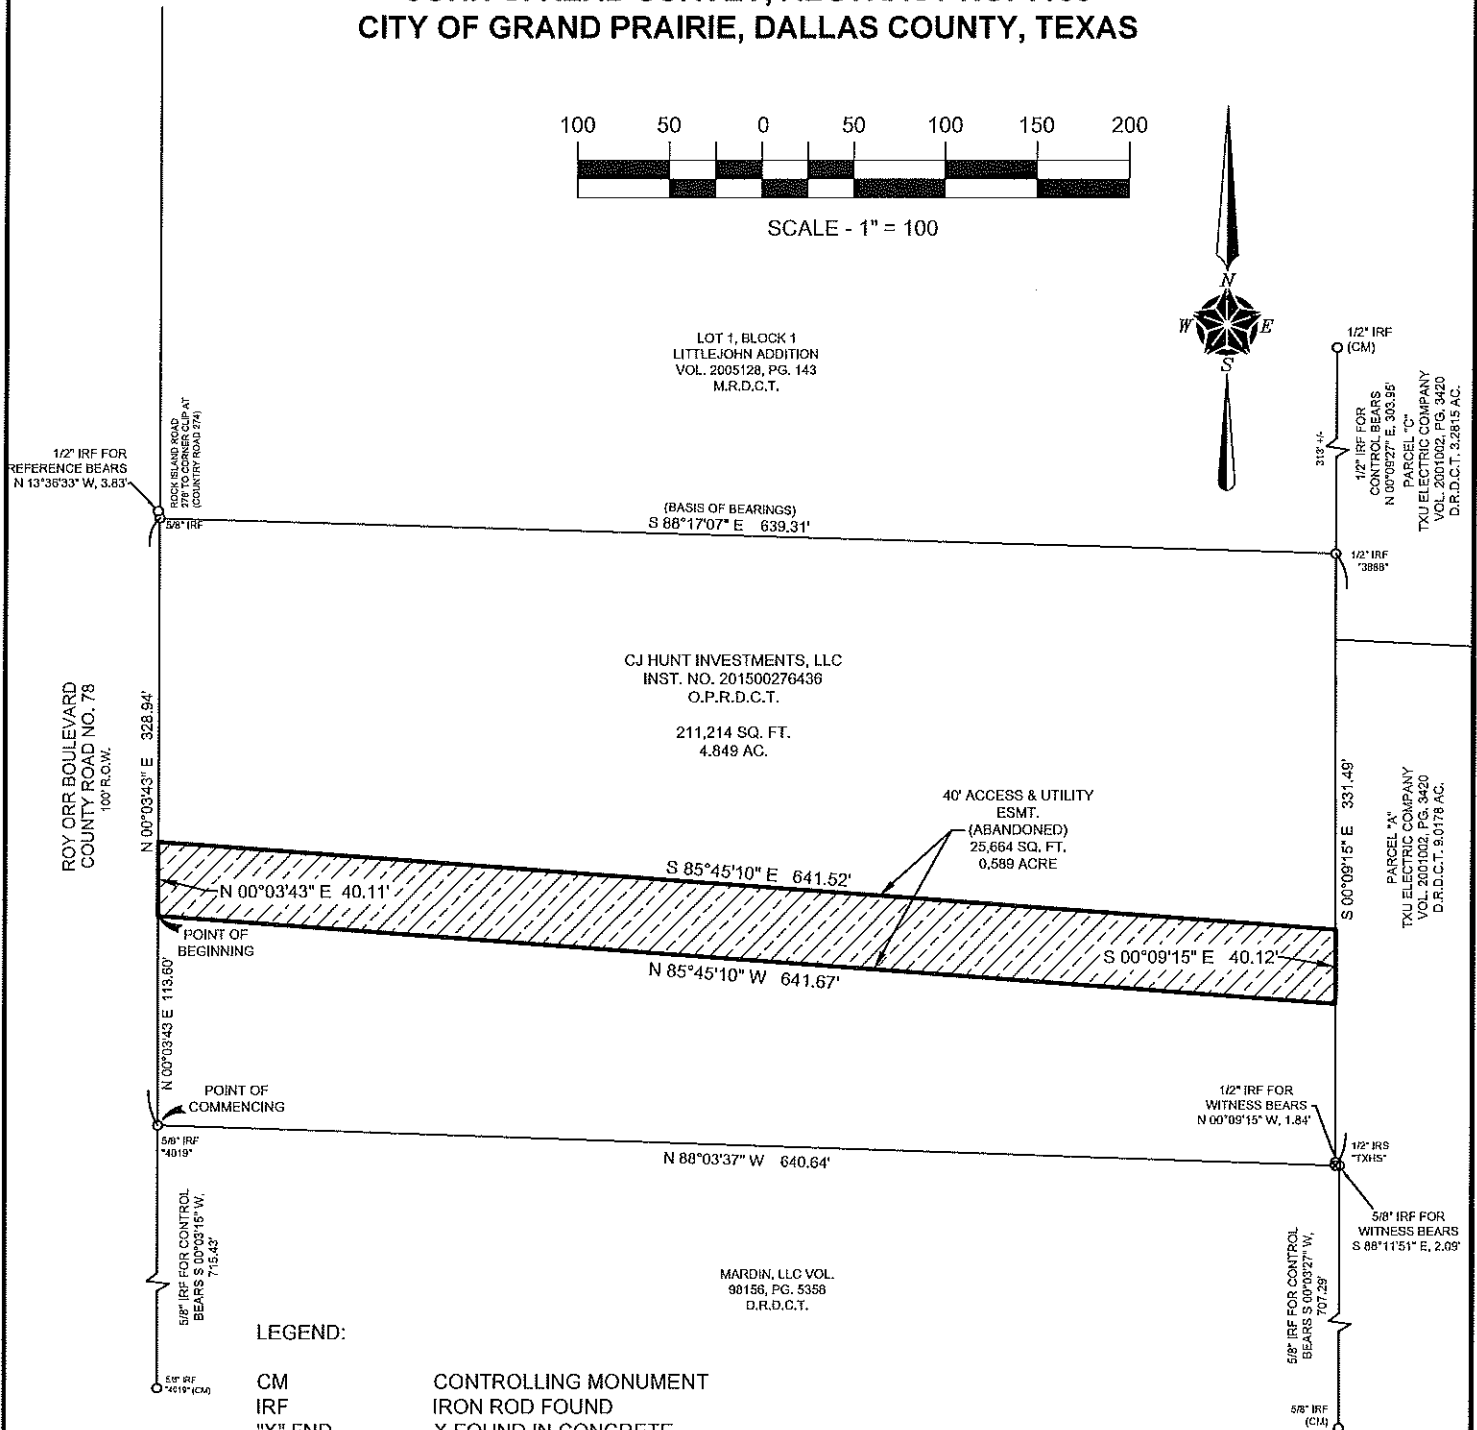 CITY OF GRAND PRAIRIE, DALLAS COUNTY, TEXAS
100 50 0 50 100 150 200
SCALE - 1" = 100
N
W E
S
LOT 1, BLOCK 1
LITTLEJOHN ADDITION
VOL. 2005128, PG. 143
M.R.D.C.T.
1/2" IRF
(CM)
313' +/-
1/2" IRF FOR
CONTROL BEARS
N 00°09'27" E, 303.95'
PARCEL "C"
TXU ELECTRIC COMPANY
VOL. 2001002, PG. 3420
D.R.D.C.T. 3.2815 AC.
ROCK ISLAND ROAD
278' TO CORNER CLIP AT
(COUNTRY ROAD 274)
1/2" IRF FOR
REFERENCE BEARS
N 13°36'33" W, 3.83'
5/8" IRF
(BASIS OF BEARINGS)
S 88°17'07" E 639.31'
1/2" IRF
"3888"
CJ HUNT INVESTMENTS, LLC
INST. NO. 201500276436
O.P.R.D.C.T.
211,214 SQ. FT.
4.849 AC.
ROY ORR BOULEVARD
COUNTY ROAD NO. 78
100' R.O.W.
N 00°03'43" E 328.94'
40' ACCESS & UTILITY
ESMT.
(ABANDONED)
25,664 SQ. FT.
0.589 ACRE
S 00°09'15" E 331.49'
PARCEL "A"
TXU ELECTRIC COMPANY
VOL. 2001002, PG. 3420
D.R.D.C.T. 9.0178 AC.
S 85°45'10" E 641.52'
N 00°03'43" E 40.11'
POINT OF
BEGINNING
S 00°09'15" E 40.12'
N 85°45'10" W 641.67'
N 00°03'43 E 113.60'
POINT OF
COMMENCING
5/8" IRF
"4019"
1/2" IRF FOR
WITNESS BEARS
N 00°09'15" W, 1.84'
1/2" IRS
"TXHS"
N 88°03'37" W 640.64'
5/8" IRF FOR
WITNESS BEARS
S 88°11'51" E, 2.09'
5/8" IRF FOR CONTROL
BEARS S 00°03'15" W,
715.43'
MARDIN, LLC VOL.
98156, PG. 5358
D.R.D.C.T.
5/8" IRF FOR CONTROL
BEARS S 00°03'27" W,
707.29'
LEGEND:
5/8" IRF
"4019" (CM)
CM CONTROLLING MONUMENT
IRF IRON ROD FOUND
5/8" IRF
(CM)
"X" FND X FOUND IN CONCRETE